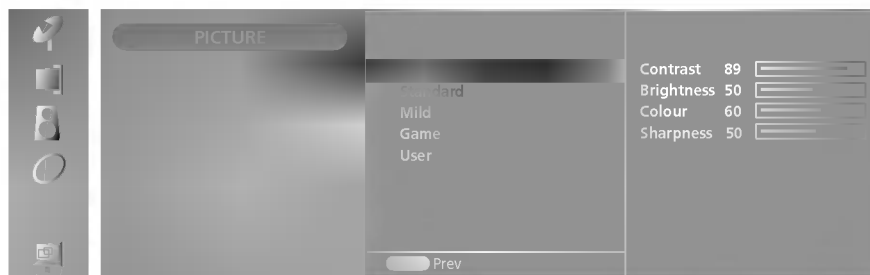 PICTURE
Standard
Mild
Game
User
Contrast 89
Brightness 50
Colour 60
Sharpness 50
Prev